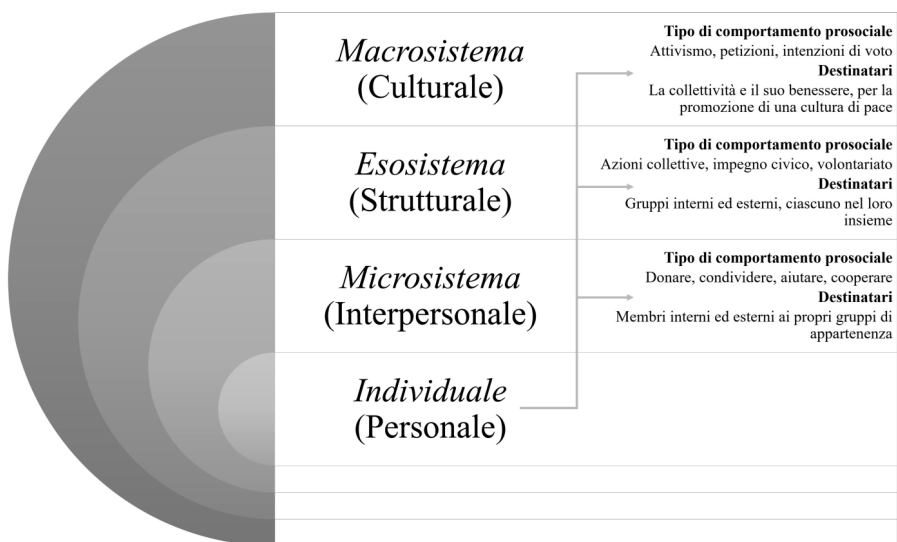 Macrosistema
(Culturale)
Tipo di comportamento prosociale
Attivismo, petizioni, intenzioni di voto
Destinatari
La collettività e il suo benessere, per la
promozione di una cultura di pace
Esosistema
(Strutturale)
Tipo di comportamento prosociale
Azioni collettive, impegno civico, volontariato
Destinatari
Gruppi interni ed esterni, ciascuno nel loro
insieme
Microsistema
(Interpersonale)
Tipo di comportamento prosociale
Donare, condividere, aiutare, cooperare
Destinatari
Membri interni ed esterni ai propri gruppi di
appartenenza
Individuale
(Personale)